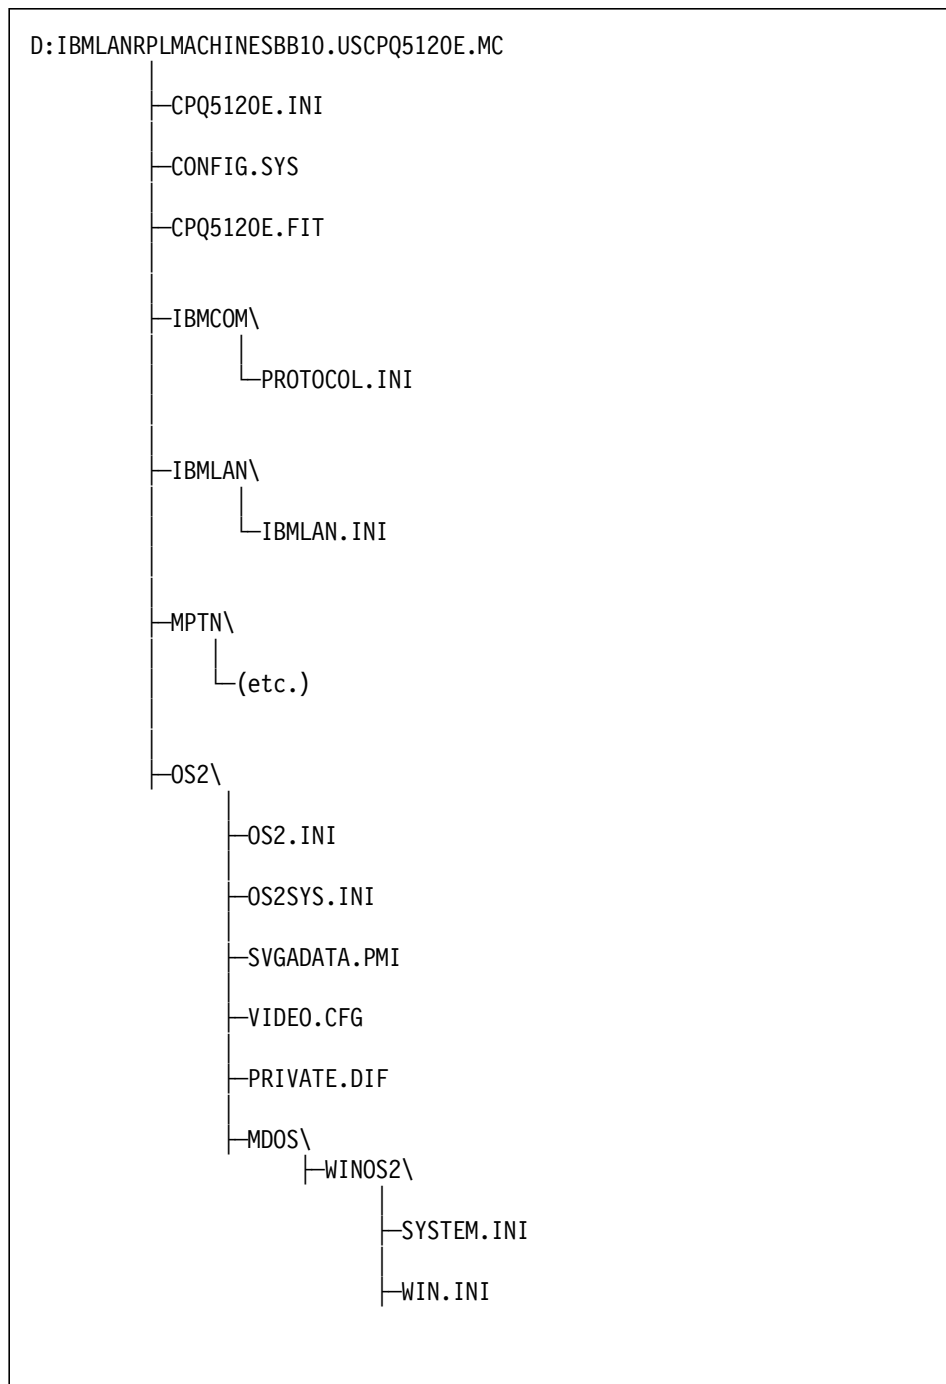 D:IBMLANRPLMACHINESBB10.USCPQ5120E.MC
CPQ5120E.INI
CONFIG.SYS
CPQ5120E.FIT
IBMCOM\
PROTOCOL.INI
IBMLAN\
IBMLAN.INI
MPTN\
(etc.)
OS2\
OS2.INI
OS2SYS.INI
SVGADATA.PMI
VIDEO.CFG
PRIVATE.DIF
MDOS\
WINOS2\
SYSTEM.INI
WIN.INI